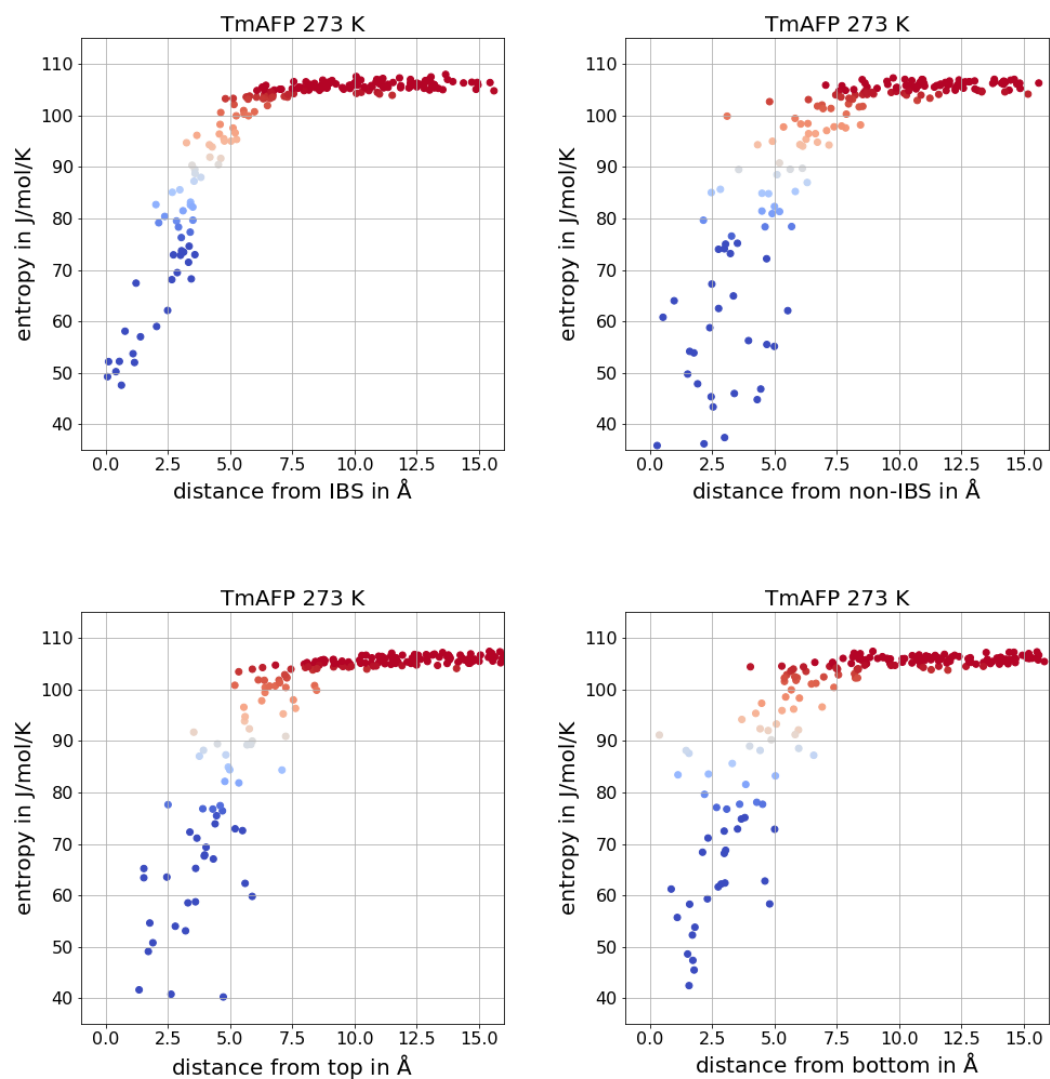 TmAFP 273 K
110
100
90
80
70
60
50
40
entropy in J/mol/K
0.0 2.5 5.0 7.5 10.0 12.5 15.0
distance from IBS in Å
TmAFP 273 K
110
100
90
80
70
60
50
40
entropy in J/mol/K
0.0 2.5 5.0 7.5 10.0 12.5 15.0
distance from non-IBS in Å
TmAFP 273 K
110
100
90
80
70
60
50
40
entropy in J/mol/K
0.0 2.5 5.0 7.5 10.0 12.5 15.0
distance from top in Å
TmAFP 273 K
110
100
90
80
70
60
50
40
entropy in J/mol/K
0.0 2.5 5.0 7.5 10.0 12.5 15.0
distance from bottom in Å